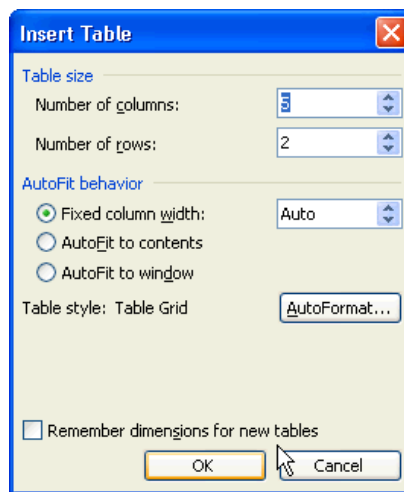 Insert Table
Table size
Number of columns: 5
Number of rows: 2
AutoFit behavior
Fixed column width: Auto
AutoFit to contents
AutoFit to window
Table style: Table Grid AutoFormat...
Remember dimensions for new tables
OK Cancel